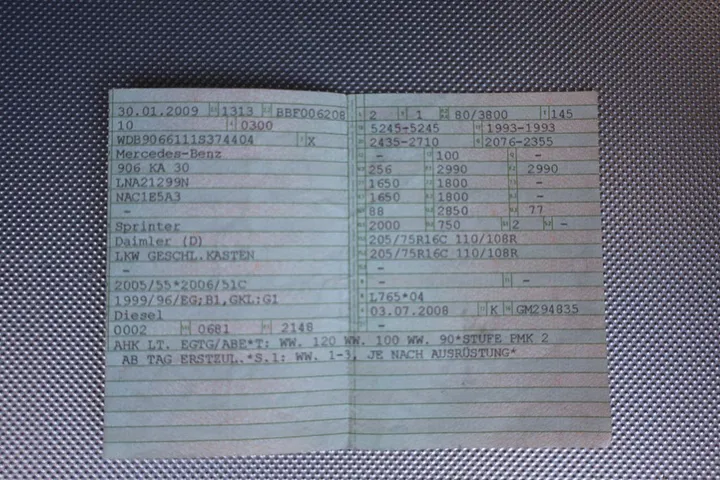 30.01.2009 1313 BBF006208
10 0300
WDB9066111S374404 X
Mercedes-Benz
906 KA 30
LNA21299N
NAC1E5A3
-
Sprinter
Daimler (D)
LKW GESCHL.KASTEN
-
2005/55*2006/51C
1999/96/EG;B1,GKL:G1
Diesel
0002 0681 2148
2 1 80/3800 145
5245-5245 1993-1993
2435-2710 2076-2355
- 100 -
256 2990 2990
1650 1800 -
1650 1800 -
88 2850 77
2000 750 2 -
205/75R16C 110/108R
205/75R16C 110/108R
-
- -
L765*04
03.07.2008 K GM294835
-
AHK LT. EGTG/ABE*T: WW. 120 WW. 100 WW. 90*STUFE PMK 2
AB TAG ERSTZUL.*S.1: WW. 1-3, JE NACH AUSRÜSTUNG*